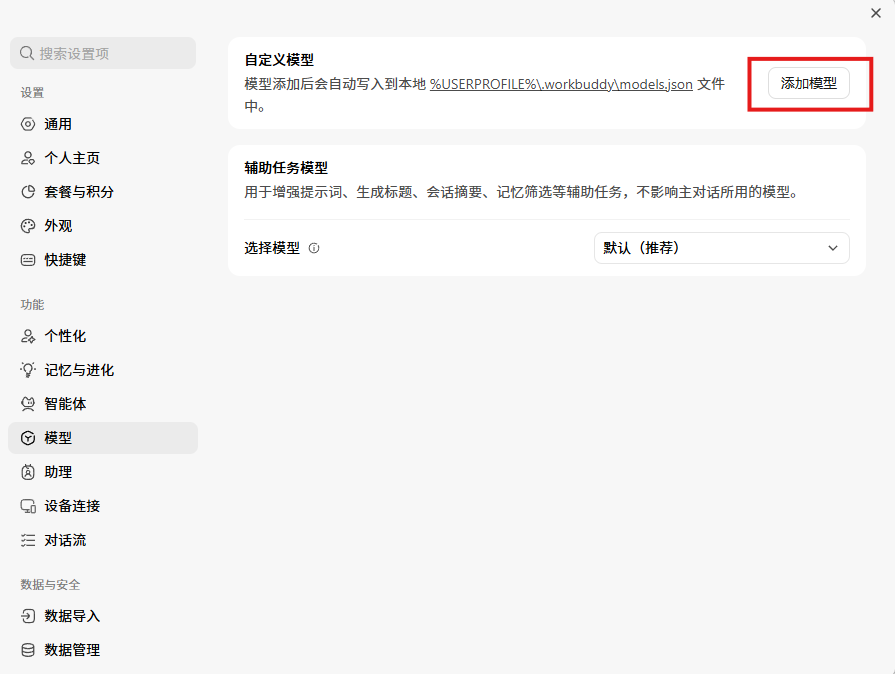 搜索设置项
设置
通用
个人主页
套餐与积分
外观
快捷键
功能
个性化
记忆与进化
智能体
模型
助理
设备连接
对话流
数据与安全
数据导入
数据管理
自定义模型
模型添加后会自动写入到本地 %USERPROFILE%\.workbuddy\models.json 文件
中。
添加模型
辅助任务模型
用于增强提示词、生成标题、会话摘要、记忆筛选等辅助任务，不影响主对话所用的模型。
选择模型
默认（推荐）